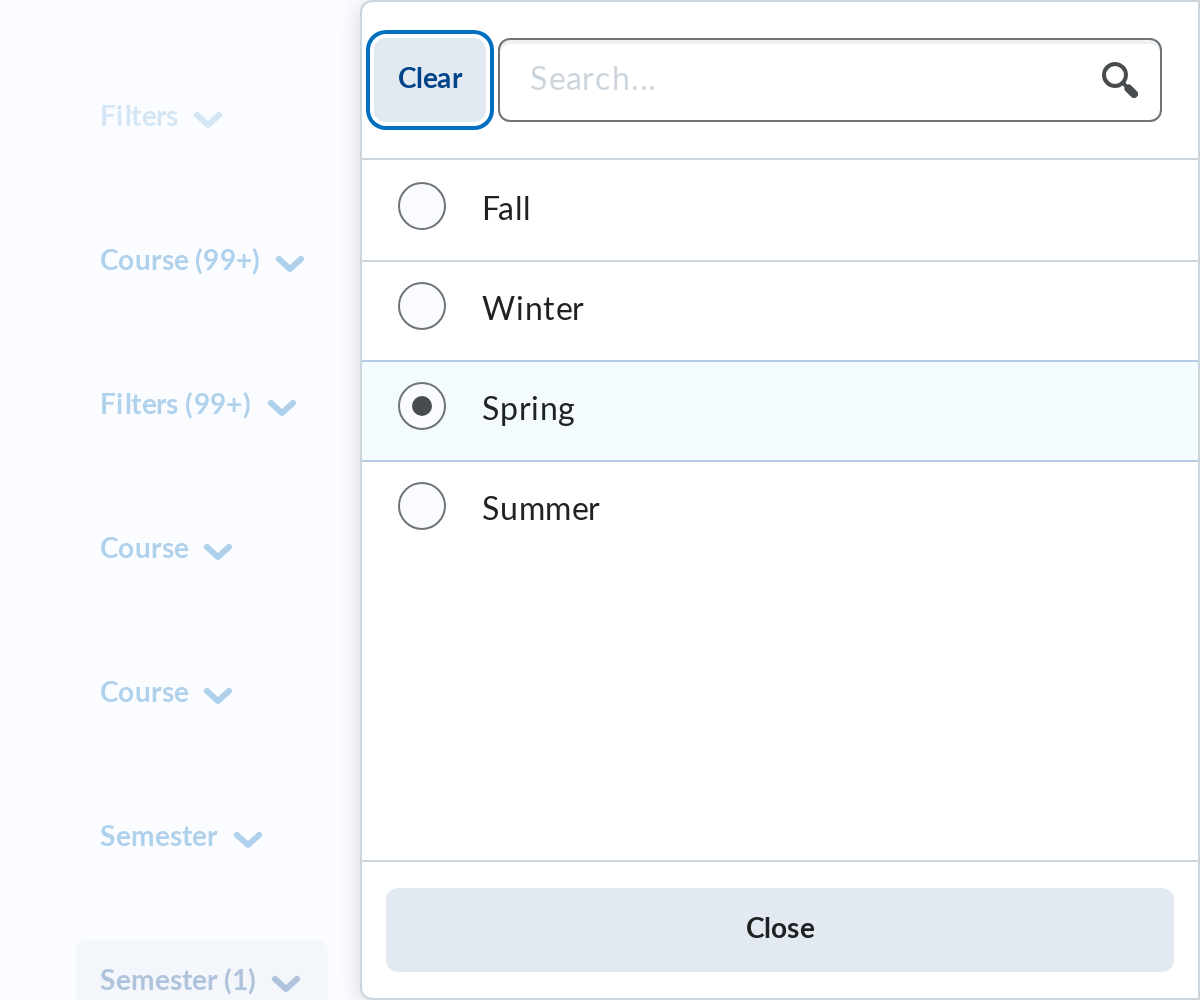 Filters
Course (99+)
Filters (99+)
Course
Course
Semester
Semester (1)
Clear
Search...
Fall
Winter
Spring
Summer
Close